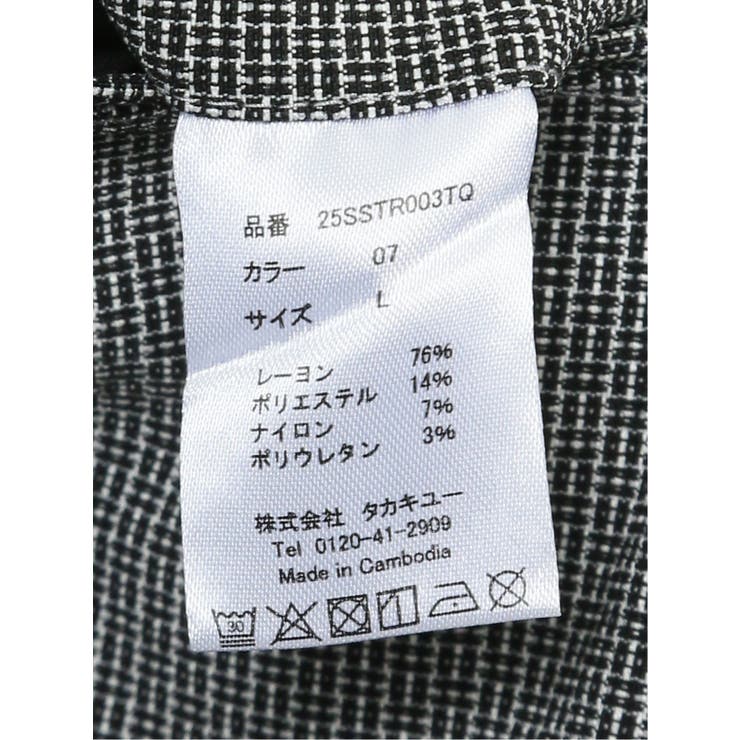 品番 25SSTR003TQ
カラー 07
サイズ L
レーヨン 76%
ポリエステル 14%
ナイロン 7%
ポリウレタン 3%
株式会社 タカキユー
Tel 0120-41-2909
Made in Cambodia
30